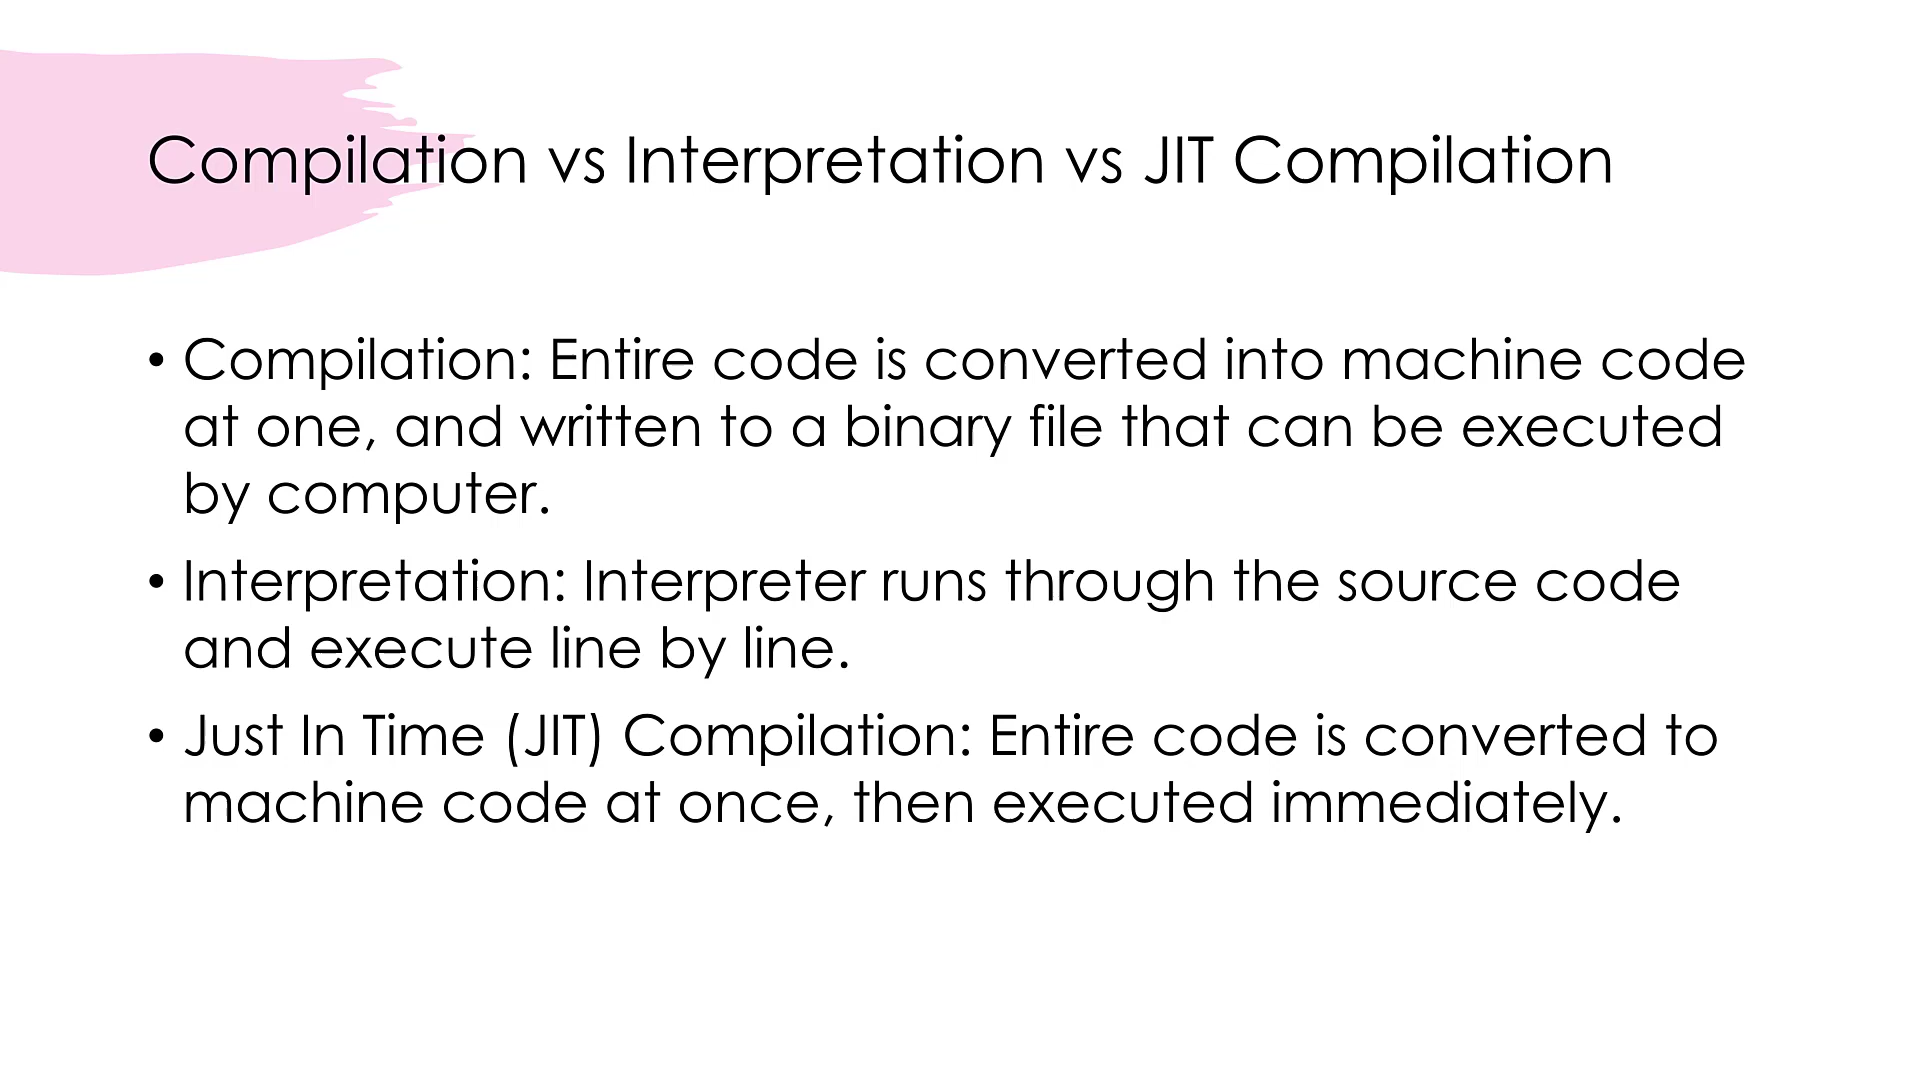 Compilation vs Interpretation vs JIT Compilation
• Compilation: Entire code is converted into machine code
at one, and written to a binary file that can be executed
by computer.
• Interpretation: Interpreter runs through the source code
and execute line by line.
• Just In Time (JIT) Compilation: Entire code is converted to
machine code at once, then executed immediately.